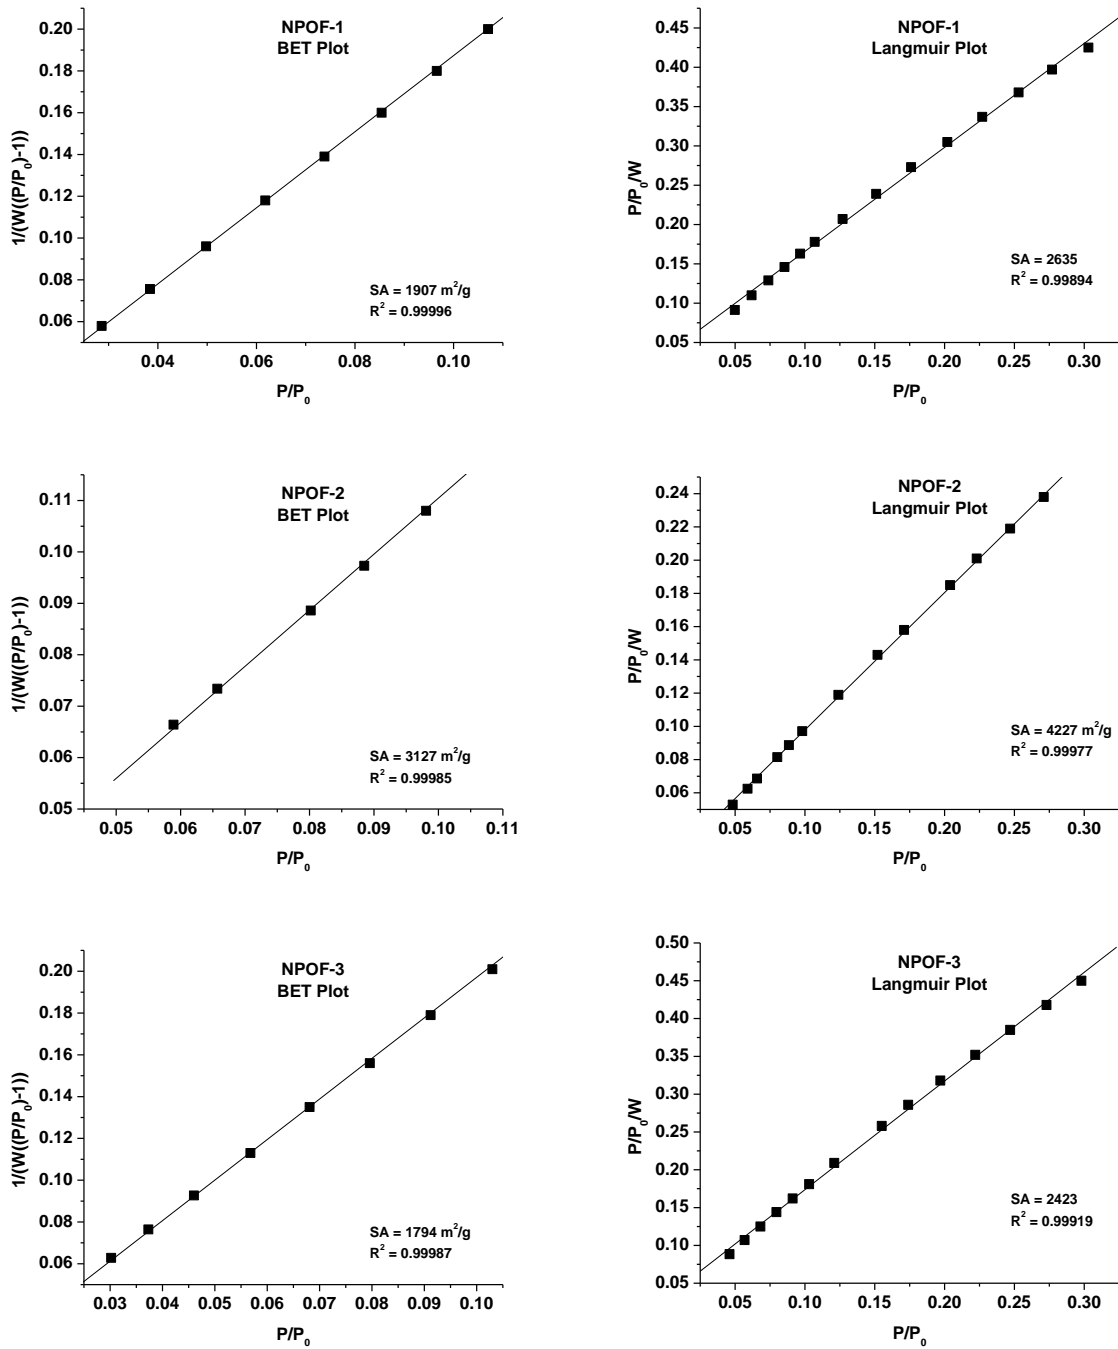 NPOF-1
BET Plot
1/(W((P/P₀)-1))
0.20
0.18
0.16
0.14
0.12
0.10
0.08
0.06
SA = 1907 m²/g
R² = 0.99996
0.04 0.06 0.08 0.10
P/P₀
NPOF-1
Langmuir Plot
P/P₀/W
0.45
0.40
0.35
0.30
0.25
0.20
0.15
0.10
0.05
SA = 2635
R² = 0.99894
0.05 0.10 0.15 0.20 0.25 0.30
P/P₀
NPOF-2
BET Plot
1/(W((P/P₀)-1))
0.11
0.10
0.09
0.08
0.07
0.06
0.05
SA = 3127 m²/g
R² = 0.99985
0.05 0.06 0.07 0.08 0.09 0.10 0.11
P/P₀
NPOF-2
Langmuir Plot
P/P₀/W
0.24
0.22
0.20
0.18
0.16
0.14
0.12
0.10
0.08
0.06
SA = 4227 m²/g
R² = 0.99977
0.05 0.10 0.15 0.20 0.25 0.30
P/P₀
NPOF-3
BET Plot
1/(W((P/P₀)-1))
0.20
0.18
0.16
0.14
0.12
0.10
0.08
0.06
SA = 1794 m²/g
R² = 0.99987
0.03 0.04 0.05 0.06 0.07 0.08 0.09 0.10
P/P₀
NPOF-3
Langmuir Plot
P/P₀/W
0.50
0.45
0.40
0.35
0.30
0.25
0.20
0.15
0.10
0.05
SA = 2423
R² = 0.99919
0.05 0.10 0.15 0.20 0.25 0.30
P/P₀